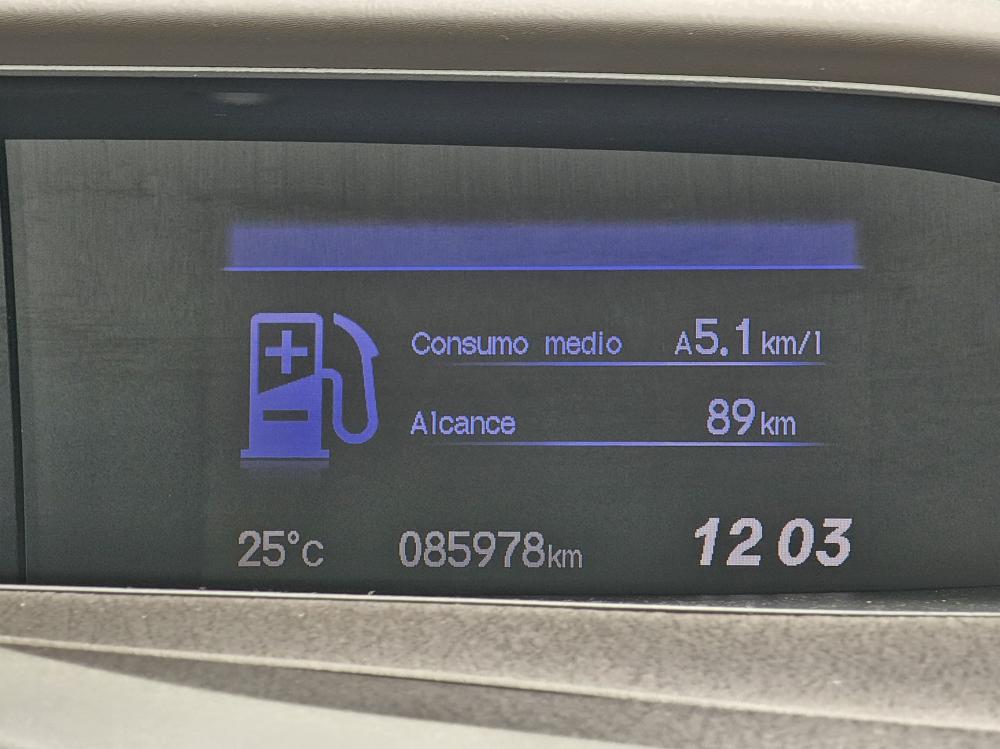 Consumo medio A5.1 km/l
Alcance 89 km
25°C 085978km 12 03